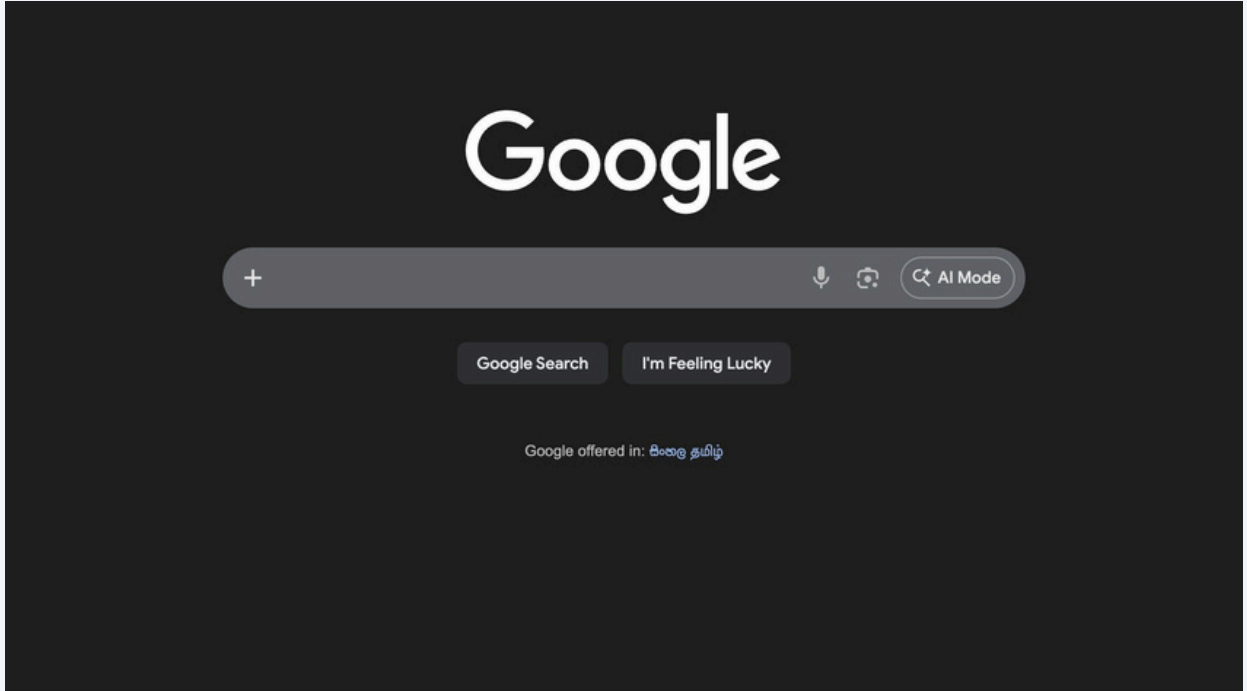 Google
AI Mode
Google Search
I'm Feeling Lucky
Google offered in: සිංහල தமிழ்